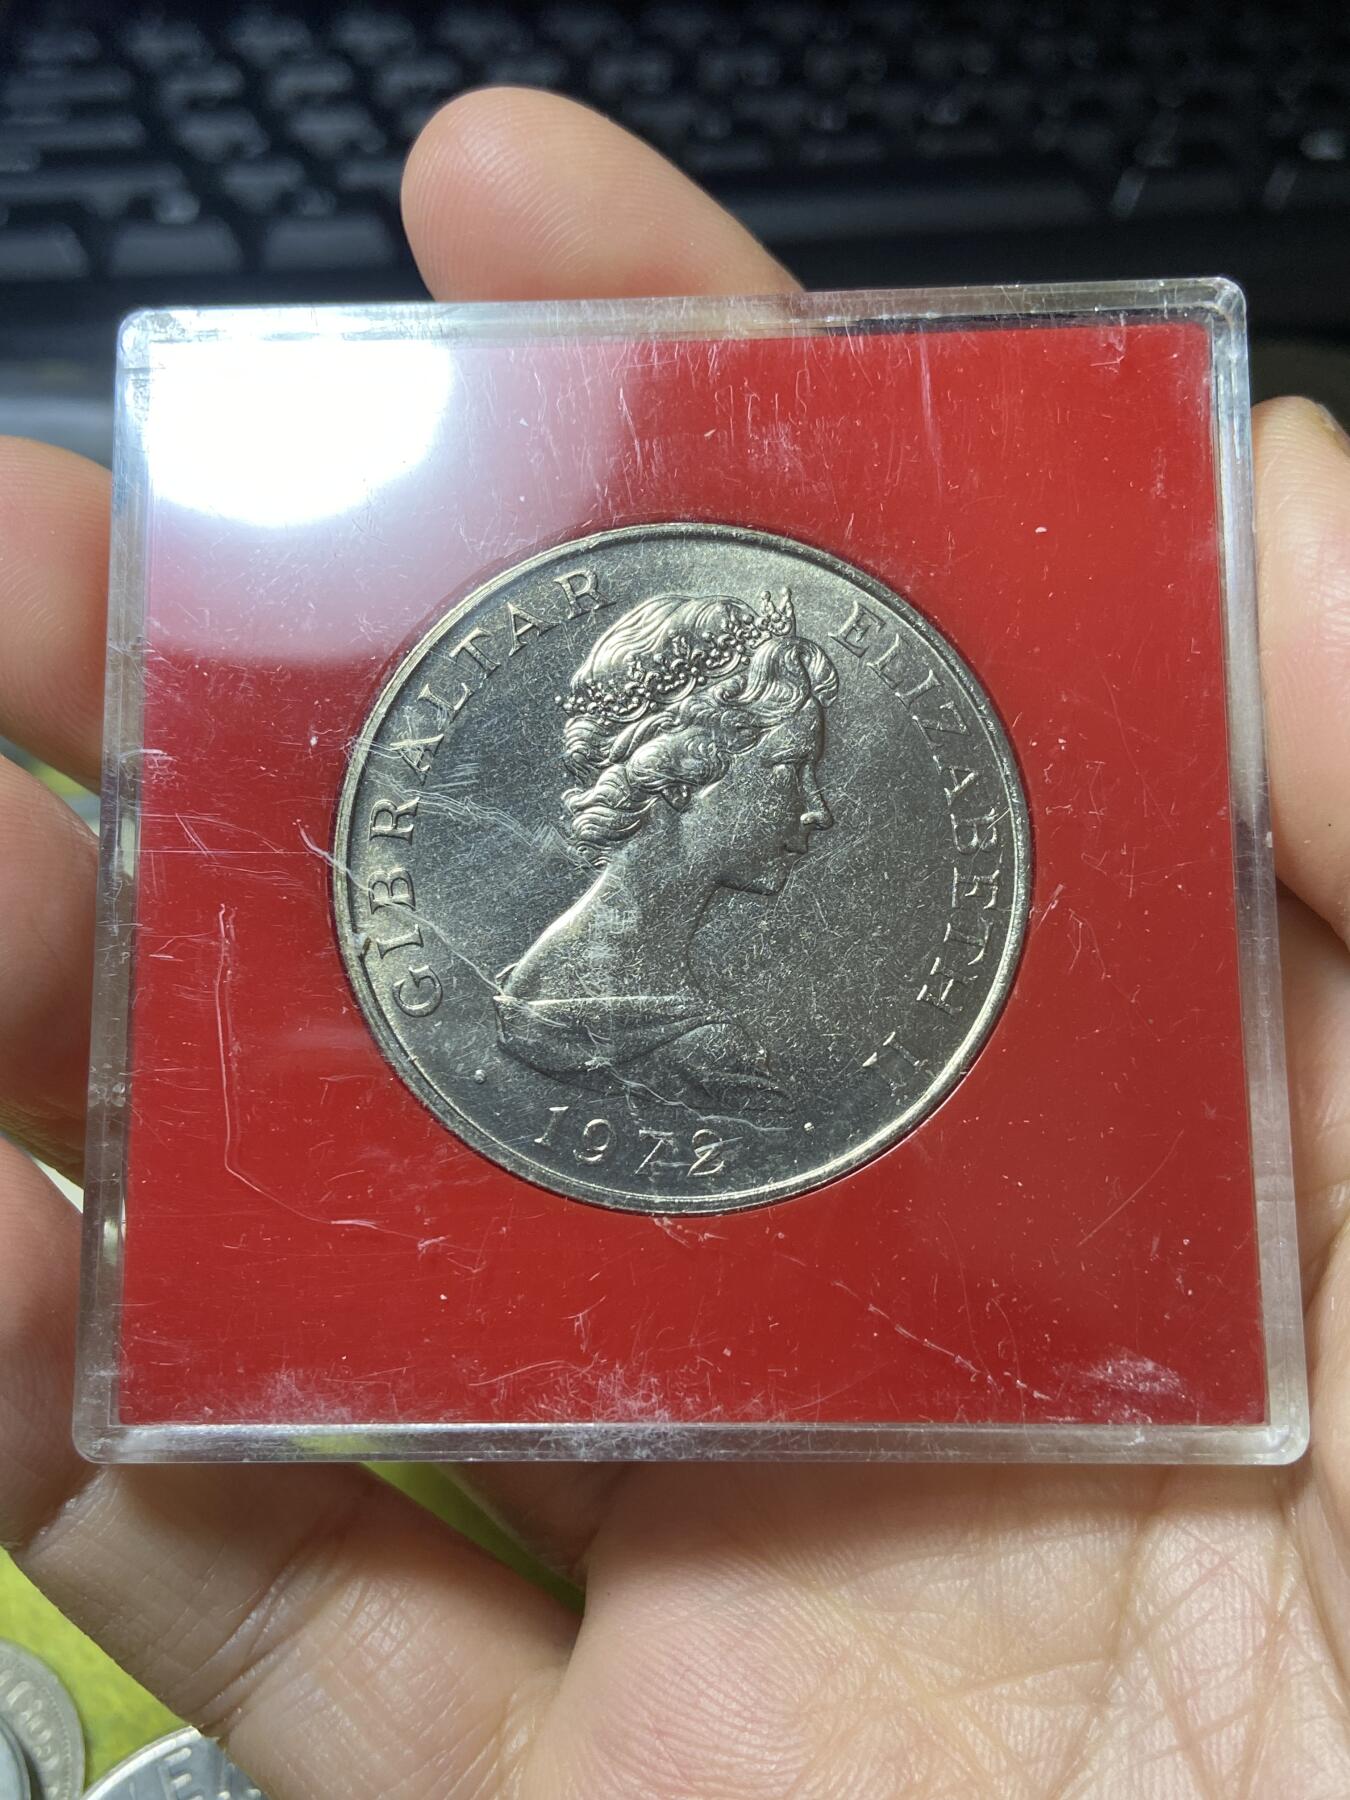 GIBRALTAR ELIZABETH II
· 1972 ·